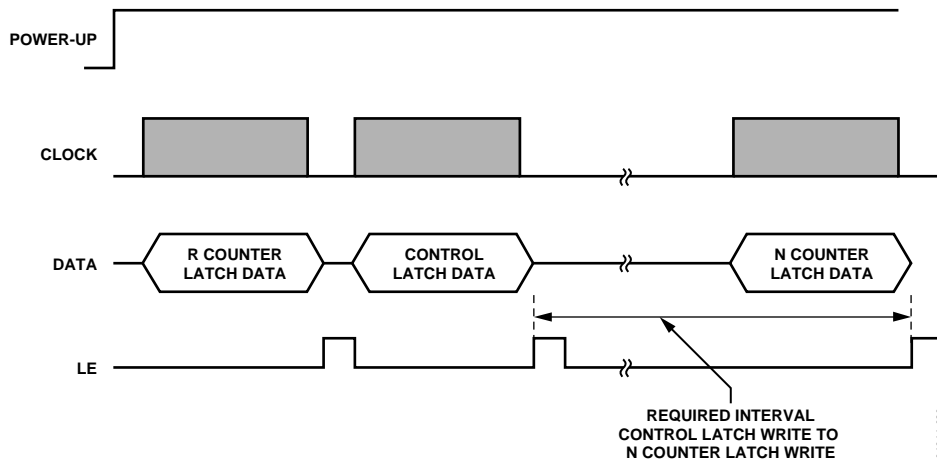 POWER-UP
CLOCK
DATA
R COUNTER
LATCH DATA
CONTROL
LATCH DATA
N COUNTER
LATCH DATA
LE
REQUIRED INTERVAL
CONTROL LATCH WRITE TO
N COUNTER LATCH WRITE